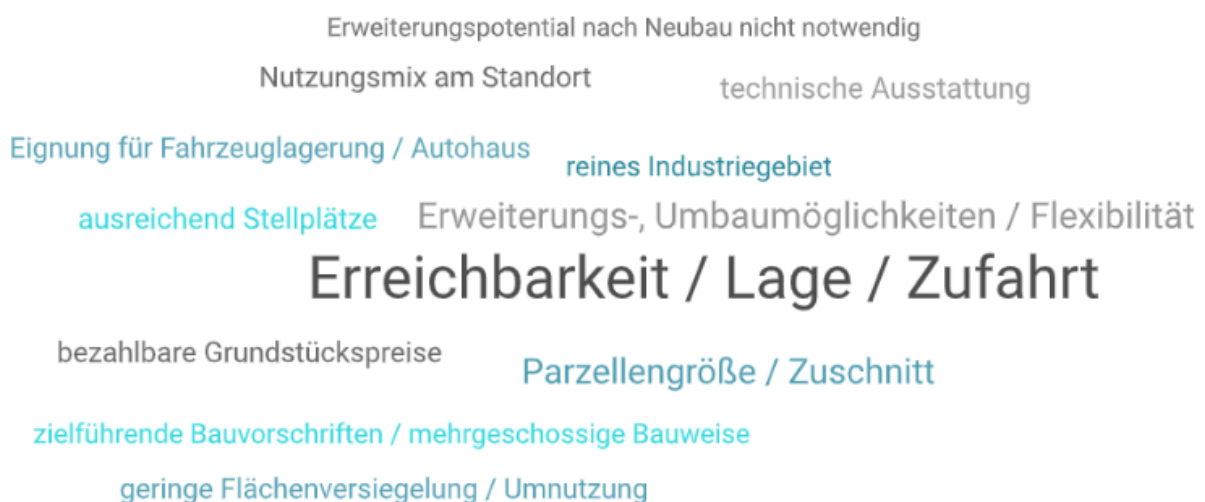 Erweiterungspotential nach Neubau nicht notwendig
Nutzungsmix am Standort
technische Ausstattung
Eignung für Fahrzeuglagerung / Autohaus
reines Industriegebiet
ausreichend Stellplätze
Erweiterungs-, Umbaumöglichkeiten / Flexibilität
Erreichbarkeit / Lage / Zufahrt
bezahlbare Grundstückspreise
Parzellengröße / Zuschnitt
zielführende Bauvorschriften / mehrgeschossige Bauweise
geringe Flächenversiegelung / Umnutzung